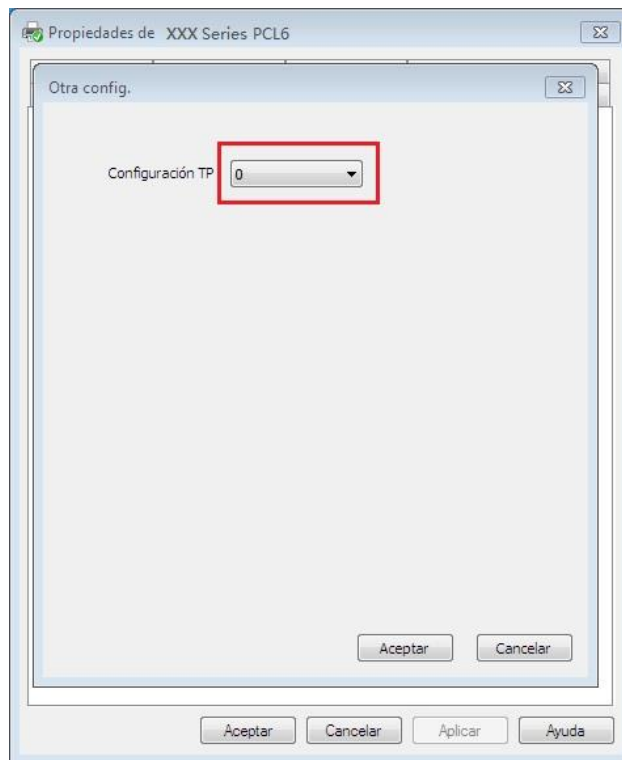 Propiedades de XXX Series PCL6
Otra config.
Configuración TP 0
Aceptar Cancelar
Aceptar Cancelar Aplicar Ayuda